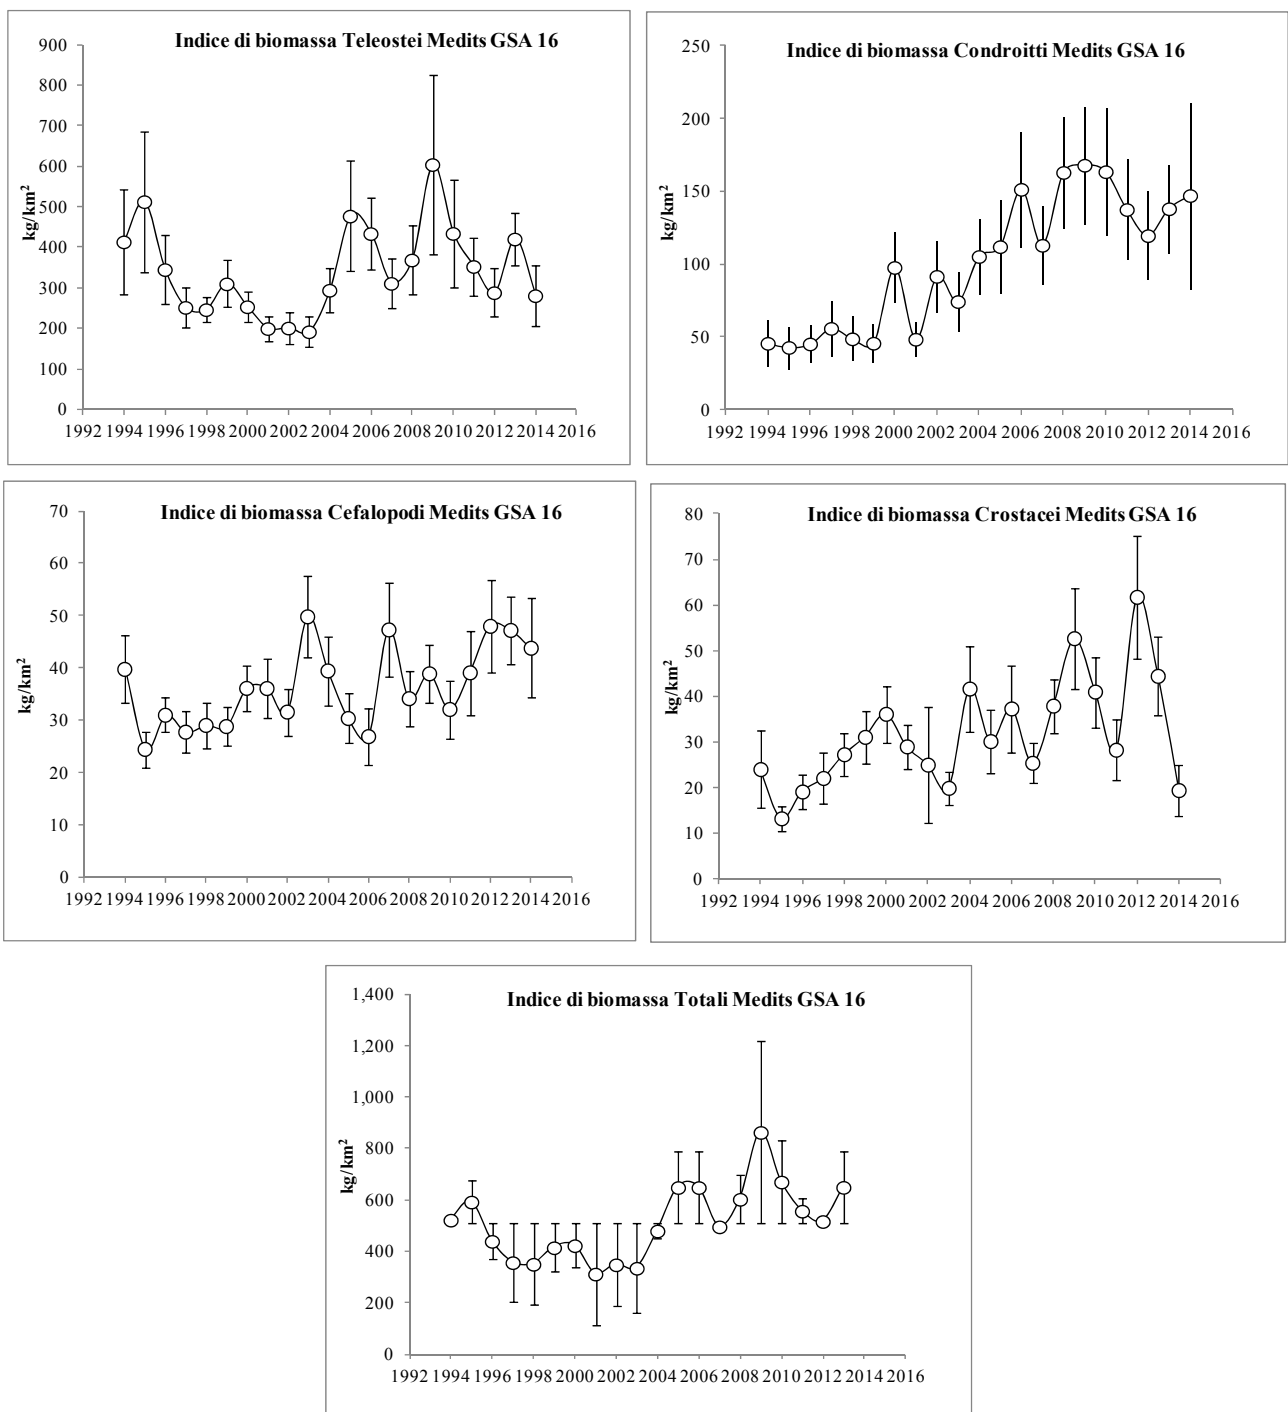 Indice di biomassa Teleostei Medits GSA 16
900
800
700
600
500
400
300
200
100
0
kg/km²
1992 1994 1996 1998 2000 2002 2004 2006 2008 2010 2012 2014 2016
Indice di biomassa Condroitti Medits GSA 16
250
200
150
100
50
0
kg/km²
1992 1994 1996 1998 2000 2002 2004 2006 2008 2010 2012 2014 2016
Indice di biomassa Cefalopodi Medits GSA 16
70
60
50
40
30
20
10
0
kg/km²
1992 1994 1996 1998 2000 2002 2004 2006 2008 2010 2012 2014 2016
Indice di biomassa Crostacei Medits GSA 16
80
70
60
50
40
30
20
10
0
kg/km²
1992 1994 1996 1998 2000 2002 2004 2006 2008 2010 2012 2014 2016
Indice di biomassa Totali Medits GSA 16
1,400
1,200
1,000
800
600
400
200
0
kg/km²
1992 1994 1996 1998 2000 2002 2004 2006 2008 2010 2012 2014 2016